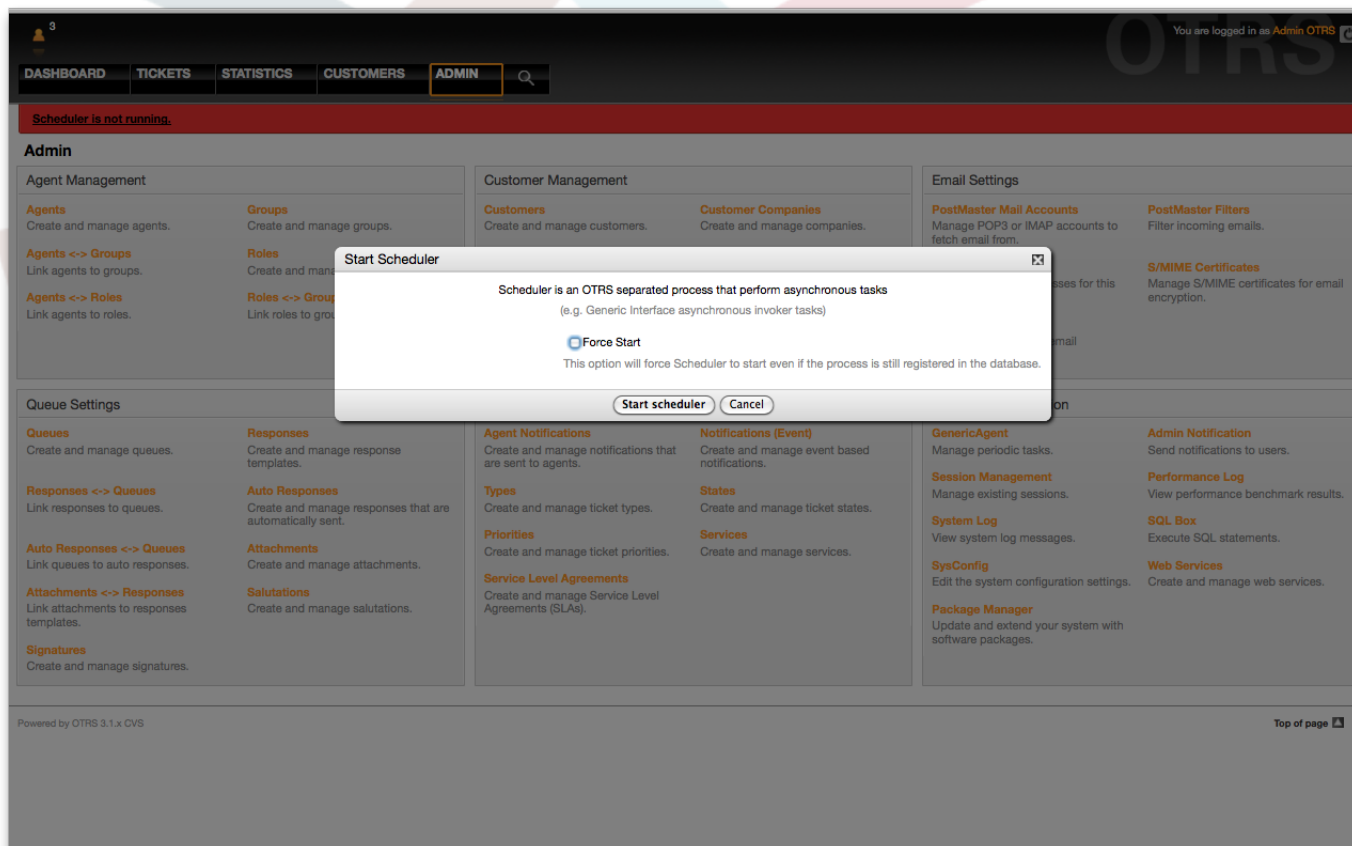 3
OTRS
You are logged in as Admin OTRS
DASHBOARD
TICKETS
STATISTICS
CUSTOMERS
ADMIN
Scheduler is not running.
Admin
Agent Management
Agents
Create and manage agents.
Groups
Create and manage groups.
Agents <-> Groups
Link agents to groups.
Roles
Create and mana
Agents <-> Roles
Link agents to roles.
Roles <-> Group
Link roles to grou
Customer Management
Customers
Create and manage customers.
Customer Companies
Create and manage companies.
Email Settings
PostMaster Mail Accounts
Manage POP3 or IMAP accounts to
fetch email from.
PostMaster Filters
Filter incoming emails.
sses for this
S/MIME Certificates
Manage S/MIME certificates for email
encryption.
email
Start Scheduler
Scheduler is an OTRS separated process that perform asynchronous tasks
(e.g. Generic Interface asynchronous invoker tasks)
Force Start
This option will force Scheduler to start even if the process is still registered in the database.
Start scheduler
Cancel
Queue Settings
Queues
Create and manage queues.
Responses
Create and manage response
templates.
Responses <-> Queues
Link responses to queues.
Auto Responses
Create and manage responses that are
automatically sent.
Auto Responses <-> Queues
Link queues to auto responses.
Attachments
Create and manage attachments.
Attachments <-> Responses
Link attachments to responses
templates.
Salutations
Create and manage salutations.
Signatures
Create and manage signatures.
Agent Notifications
Create and manage notifications that
are sent to agents.
Notifications (Event)
Create and manage event based
notifications.
Types
Create and manage ticket types.
States
Create and manage ticket states.
Priorities
Create and manage ticket priorities.
Services
Create and manage services.
Service Level Agreements
Create and manage Service Level
Agreements (SLAs).
on
GenericAgent
Manage periodic tasks.
Admin Notification
Send notifications to users.
Session Management
Manage existing sessions.
Performance Log
View performance benchmark results.
System Log
View system log messages.
SQL Box
Execute SQL statements.
SysConfig
Edit the system configuration settings.
Web Services
Create and manage web services.
Package Manager
Update and extend your system with
software packages.
Powered by OTRS 3.1.x CVS
Top of page